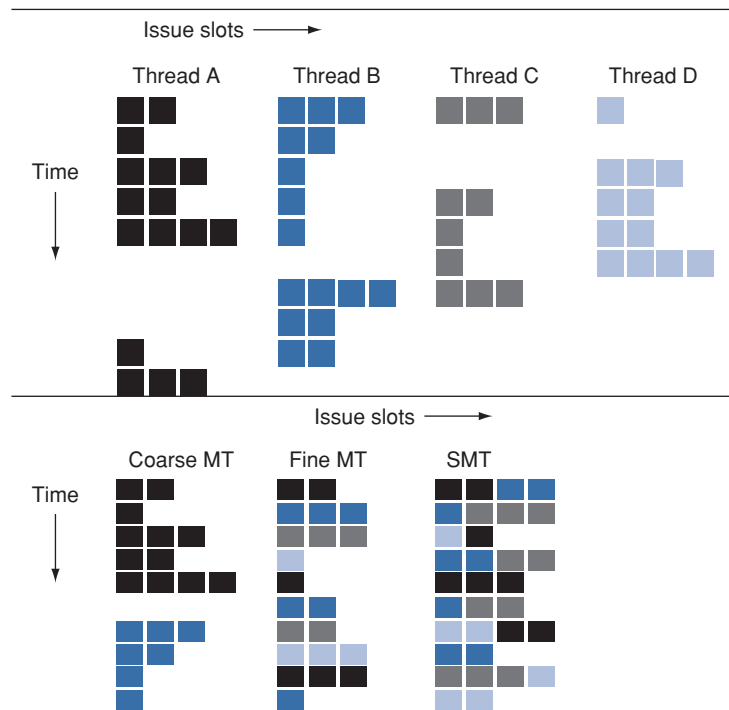 Issue slots
Thread A Thread B Thread C Thread D
Time
Issue slots
Coarse MT Fine MT SMT
Time